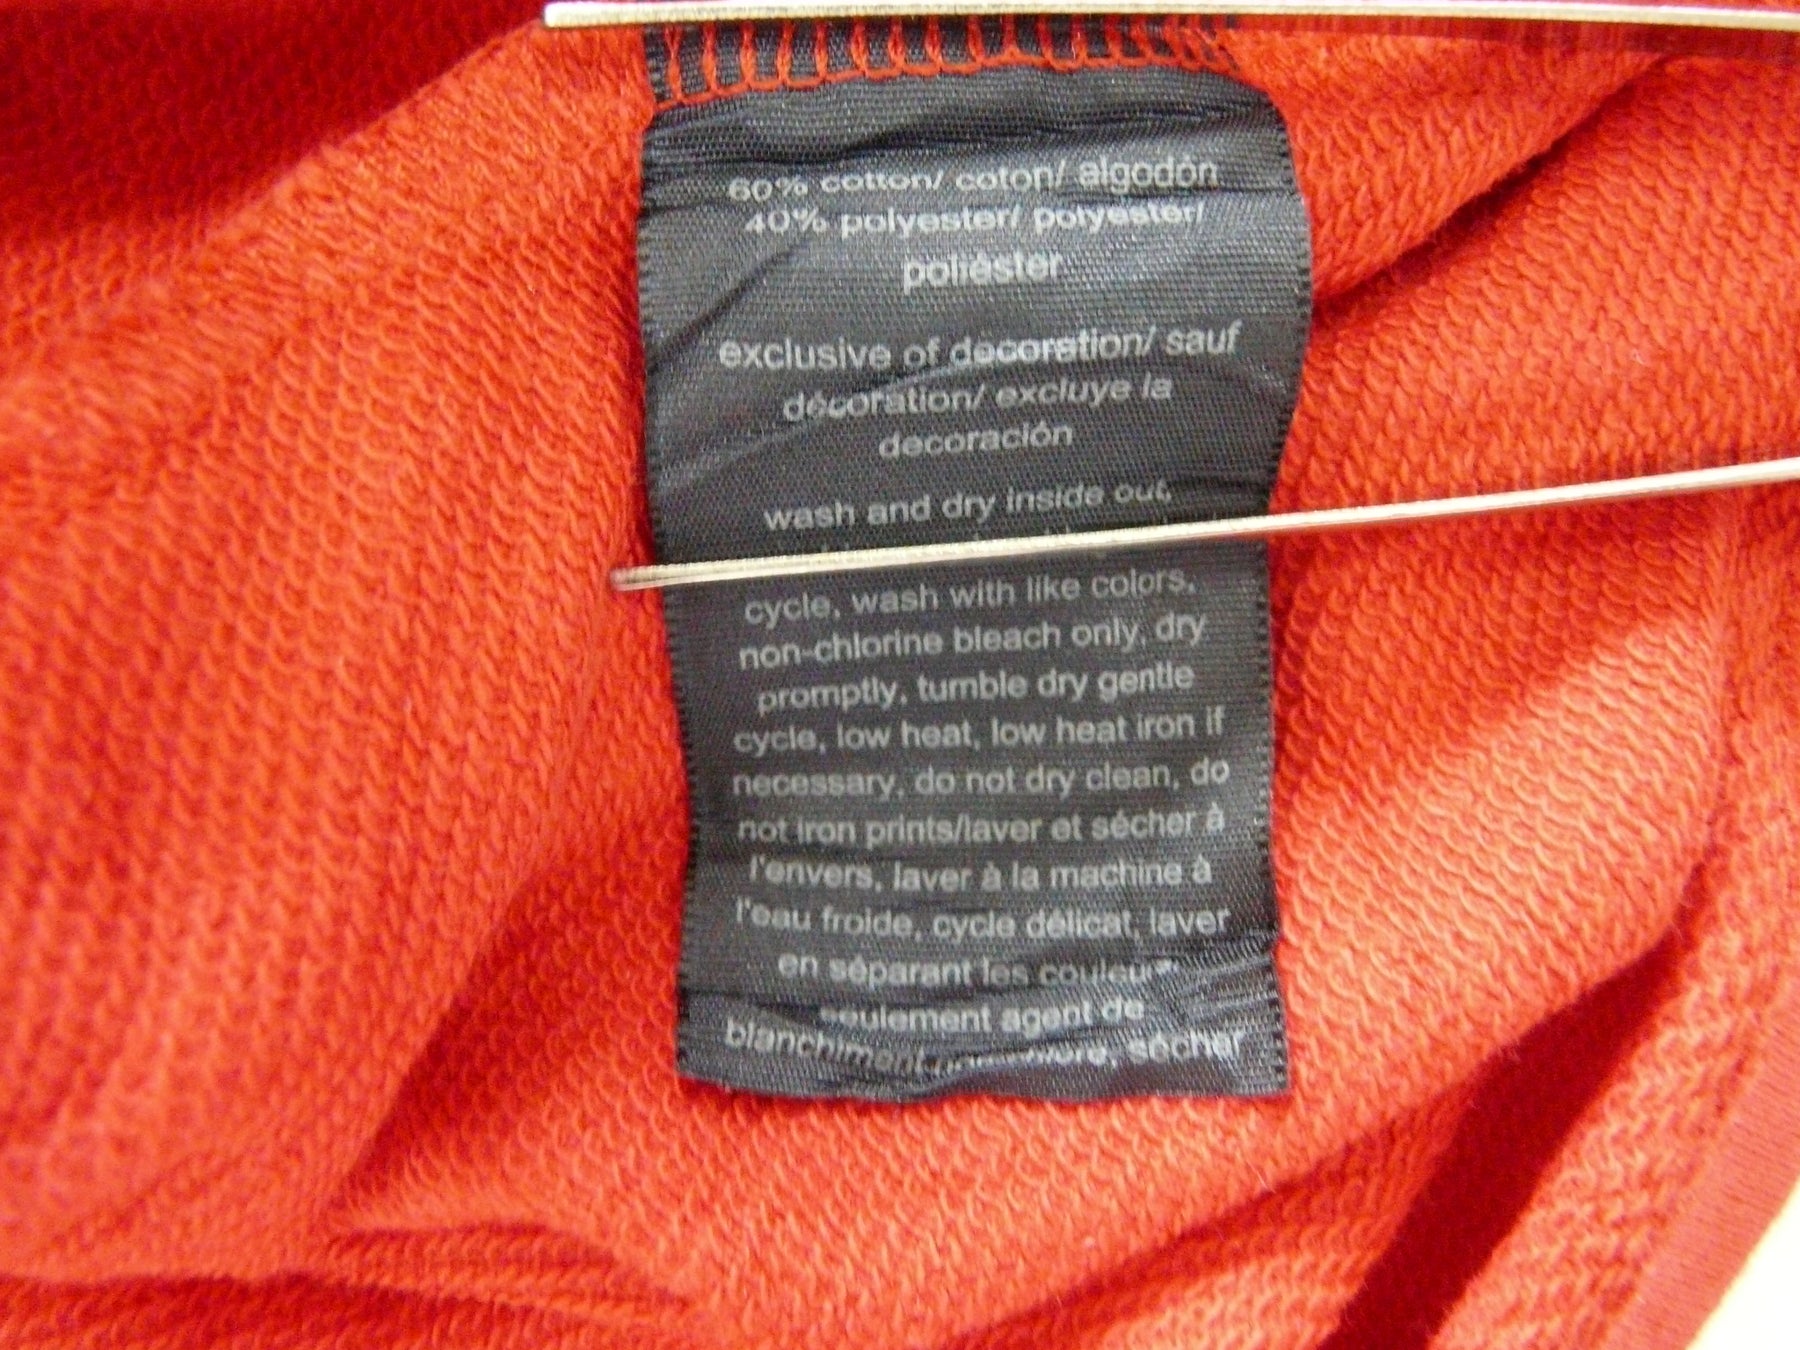 60% cotton/ coton/ algodón
40% polyester/ polyester/
poliéster
exclusive of decoration/ sauf
décoration/ excluye la
decoración
wash and dry inside out,
cycle, wash with like colors,
non-chlorine bleach only, dry
promptly, tumble dry gentle
cycle, low heat, low heat iron if
necessary, do not dry clean, do
not iron prints/laver et sécher à
l'envers, laver à la machine à
l'eau froide, cycle délicat, laver
en séparant les
seulement agent de
blanchiment sécher